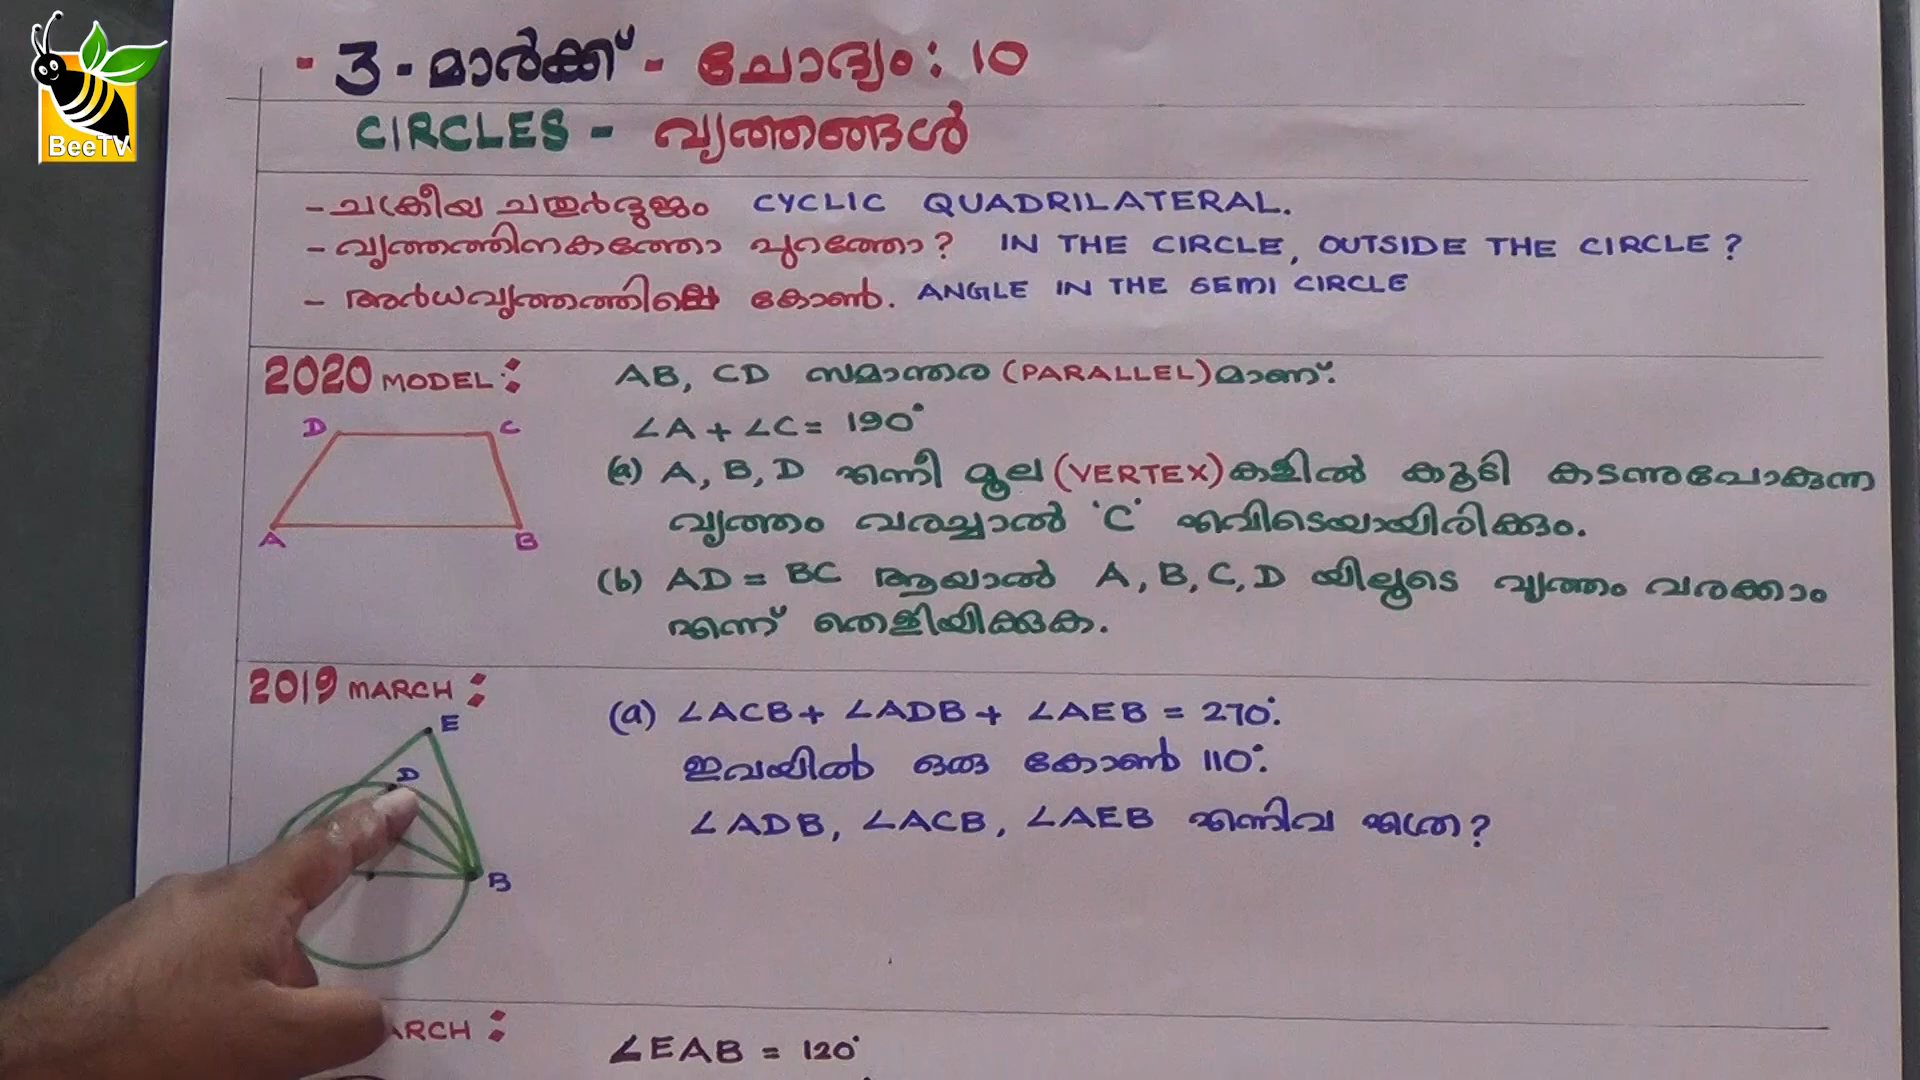 BeeTV
- 3 - മാർക്ക് - ചോദ്യം : 10
CIRCLES - വൃത്തങ്ങൾ
- ചക്രീയ ചതുർഭുജം CYCLIC QUADRILATERAL.
- വൃത്തത്തിനകത്തോ പുറത്തോ? IN THE CIRCLE, OUTSIDE THE CIRCLE?
- അർധവൃത്തത്തിലെ കോൺ. ANGLE IN THE SEMI CIRCLE
2020 MODEL :
AB, CD സമാന്തര (PARALLEL) മാണ്.
∠A + ∠C = 190°
D C
A B
(a) A, B, D എന്നീ മൂല (VERTEX) കളിൽ കൂടി കടന്നുപോകുന്ന
വൃത്തം വരച്ചാൽ 'C' എവിടെയായിരിക്കും.
(b) AD = BC ആയാൽ A, B, C, D യിലൂടെ വൃത്തം വരക്കാം
എന്ന് തെളിയിക്കുക.
2019 MARCH :
E
D
B
(a) ∠ACB + ∠ADB + ∠AEB = 270°.
ഇവയിൽ ഒരു കോൺ 110°.
∠ADB, ∠ACB, ∠AEB എന്നിവ എത്ര?
ARCH :
∠EAB = 120°